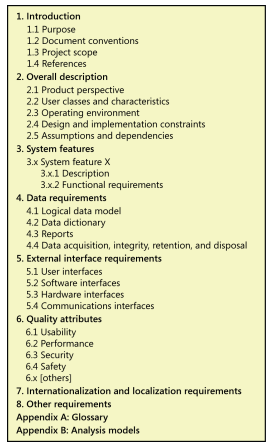 1. Introduction
1.1 Purpose
1.2 Document conventions
1.3 Project scope
1.4 References
2. Overall description
2.1 Product perspective
2.2 User classes and characteristics
2.3 Operating environment
2.4 Design and implementation constraints
2.5 Assumptions and dependencies
3. System features
3.x System feature X
3.x.1 Description
3.x.2 Functional requirements
4. Data requirements
4.1 Logical data model
4.2 Data dictionary
4.3 Reports
4.4 Data acquisition, integrity, retention, and disposal
5. External interface requirements
5.1 User interfaces
5.2 Software interfaces
5.3 Hardware interfaces
5.4 Communications interfaces
6. Quality attributes
6.1 Usability
6.2 Performance
6.3 Security
6.4 Safety
6.x [others]
7. Internationalization and localization requirements
8. Other requirements
Appendix A: Glossary
Appendix B: Analysis models